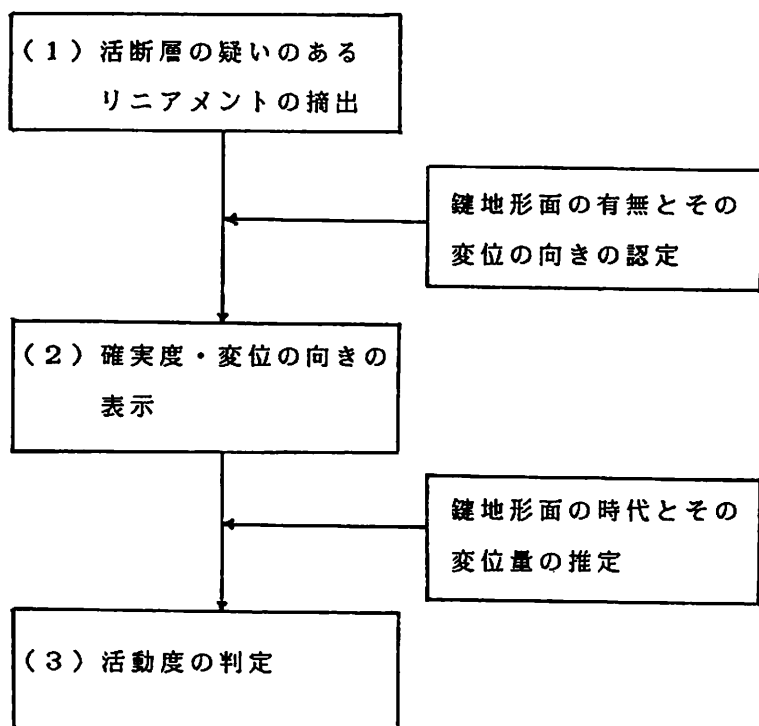 (1)活断層の疑いのある
リニアメントの摘出
鍵地形面の有無とその
変位の向きの認定
(2)確実度・変位の向きの
表示
鍵地形面の時代とその
変位量の推定
(3)活動度の判定